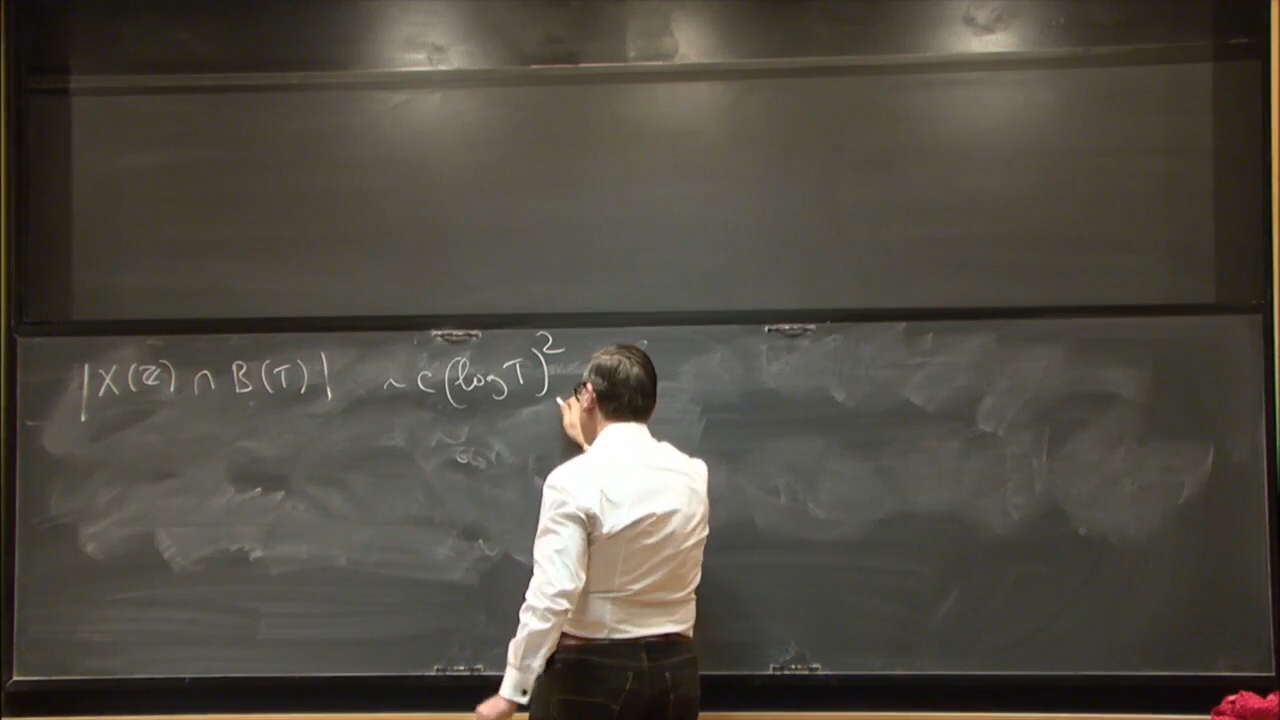 |X(ℤ) ∩ B(T)| ~ c(log T)²